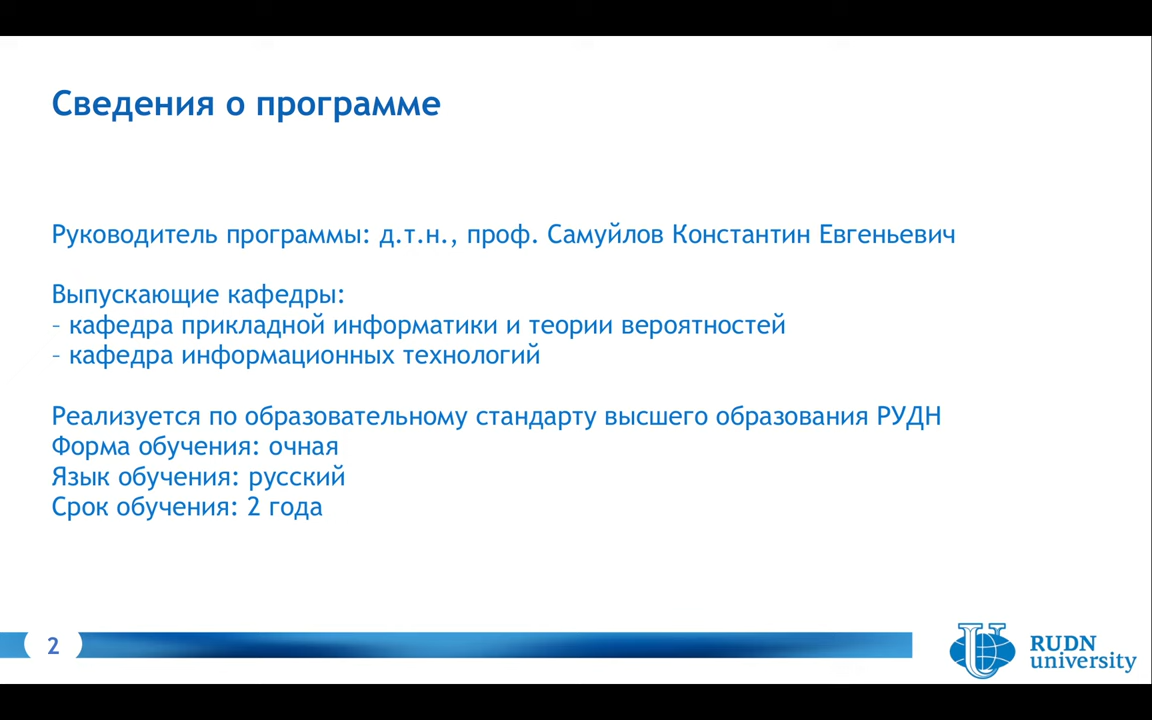 Сведения о программе
Руководитель программы: д.т.н., проф. Самуйлов Константин Евгеньевич
Выпускающие кафедры:
– кафедра прикладной информатики и теории вероятностей
– кафедра информационных технологий
Реализуется по образовательному стандарту высшего образования РУДН
Форма обучения: очная
Язык обучения: русский
Срок обучения: 2 года
2
RUDN
university